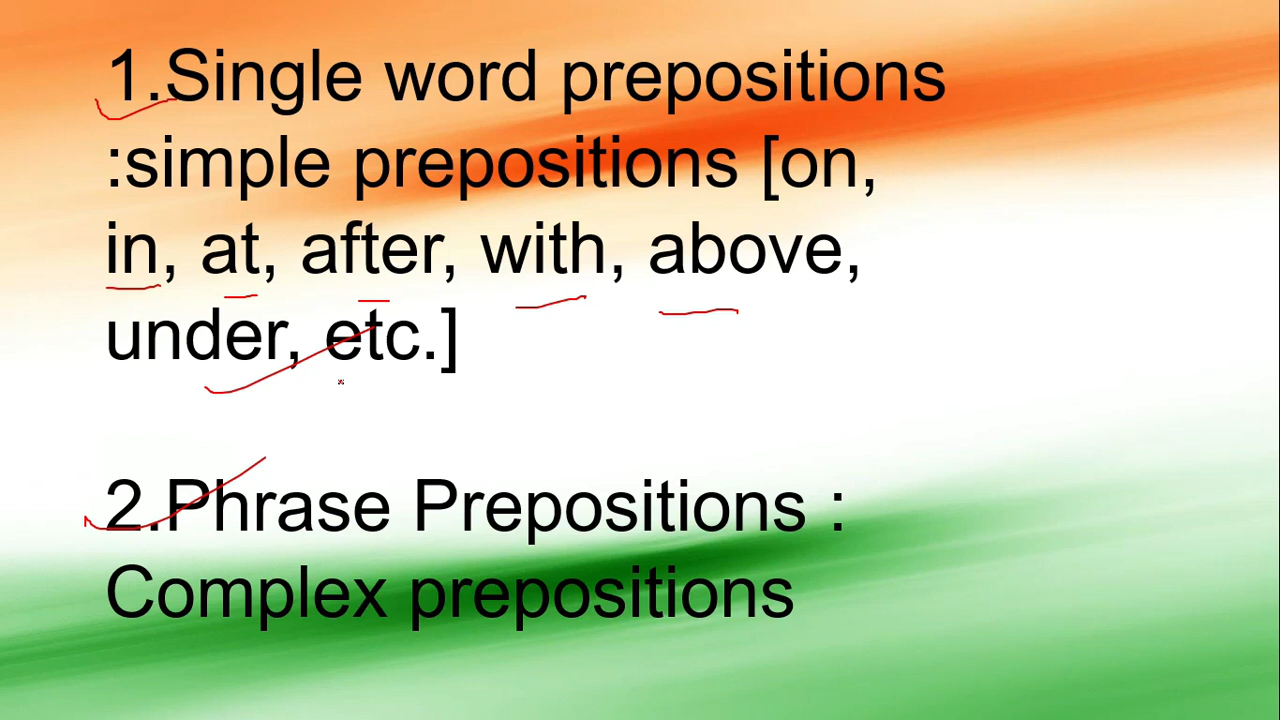 1.Single word prepositions
:simple prepositions [on,
in, at, after, with, above,
under, etc.]
2.Phrase Prepositions :
Complex prepositions